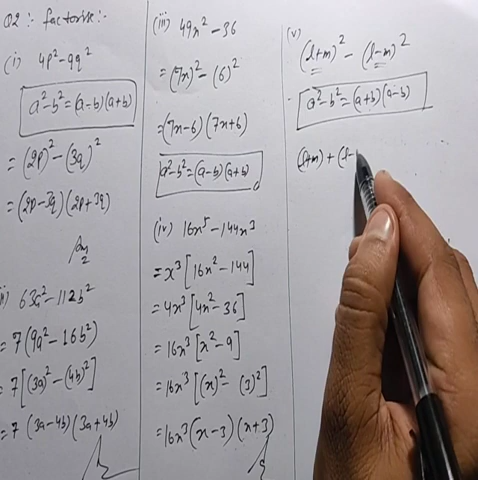 Q2 :- factorise:-
(i) 4p² - 9q²
a² - b² = (a-b)(a+b)
= (2p)² - (3q)²
= (2p-3q)(2p+3q)
Ans
ii) 63a² - 112b²
= 7(9a² - 16b²)
= 7[(3a)² - (4b)²]
= 7 (3a-4b)(3a+4b)
(iii) 49x² - 36
= (7x)² - (6)²
= (7x-6)(7x+6)
a² - b² = (a-b)(a+b)
(iv) 16x⁵ - 144x³
= x³[16x² - 144]
= 4x³[4x² - 36]
= 16x³[x² - 9]
= 16x³[(x)² - (3)²]
= 16x³(x-3)(x+3)
(v)
(l+m)² - (l-m)²
a² - b² = (a+b)(a-b)
(l+m) + (l-